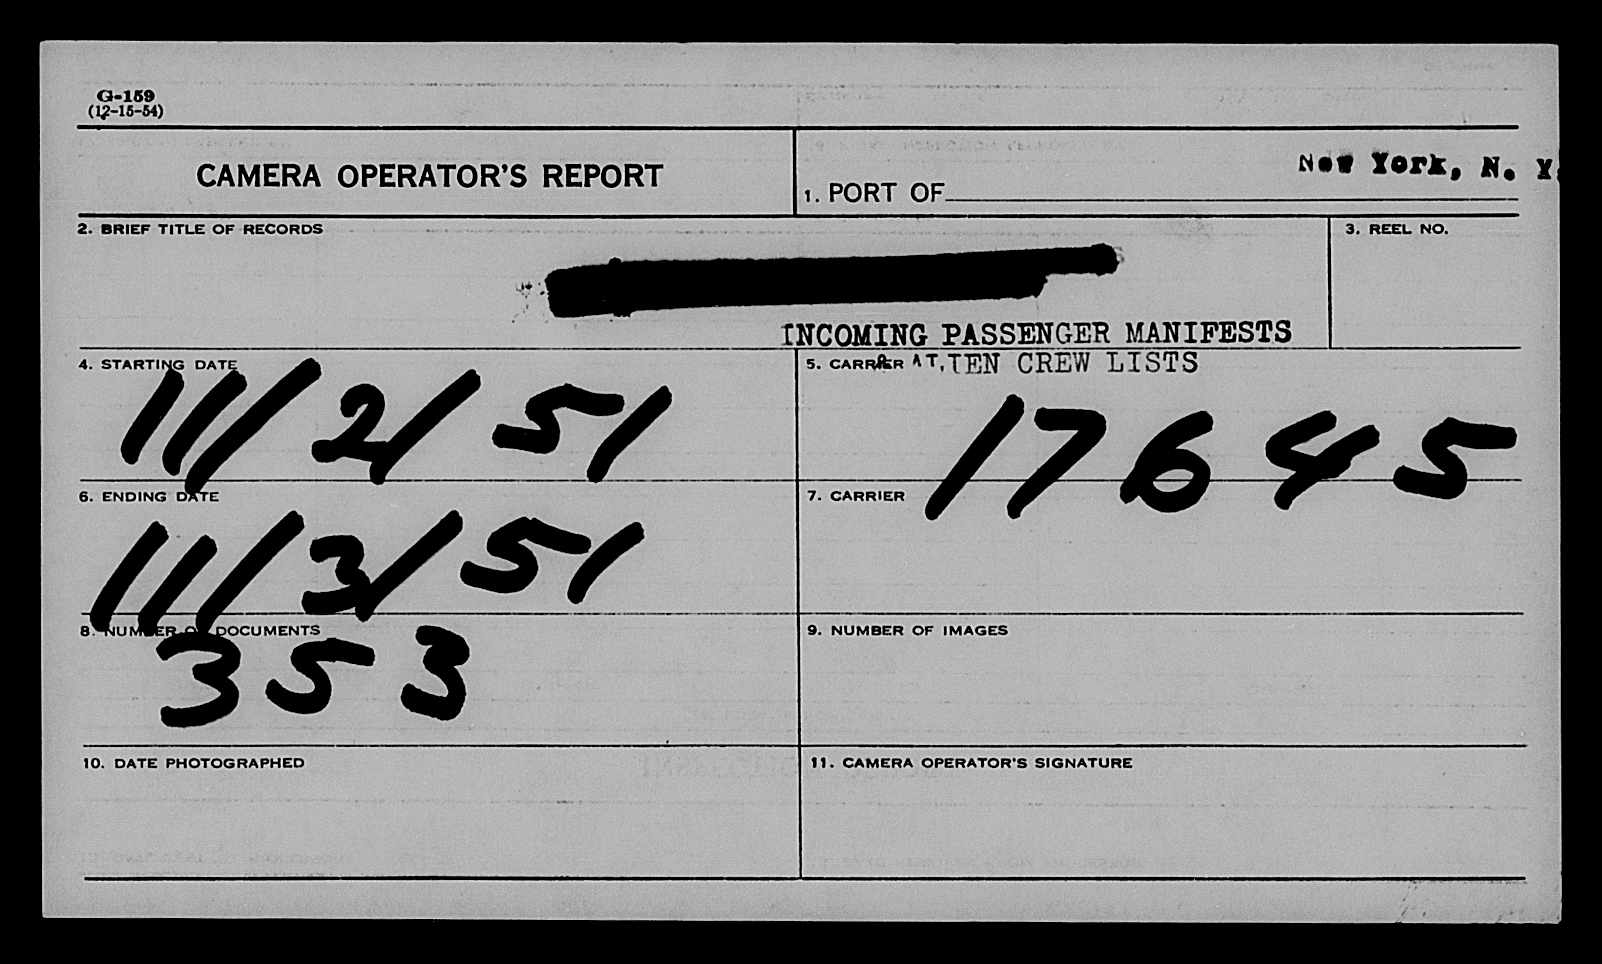 G-159
(12-15-54)
CAMERA OPERATOR'S REPORT
1. PORT OF New York, N. Y.
2. BRIEF TITLE OF RECORDS
3. REEL NO.
INCOMING PASSENGER MANIFESTS
4. STARTING DATE
5. CARRIER
& ATTEN CREW LISTS
11/2/51
17645
6. ENDING DATE
7. CARRIER
11/3/51
8. NUMBER OF DOCUMENTS
9. NUMBER OF IMAGES
353
10. DATE PHOTOGRAPHED
11. CAMERA OPERATOR'S SIGNATURE